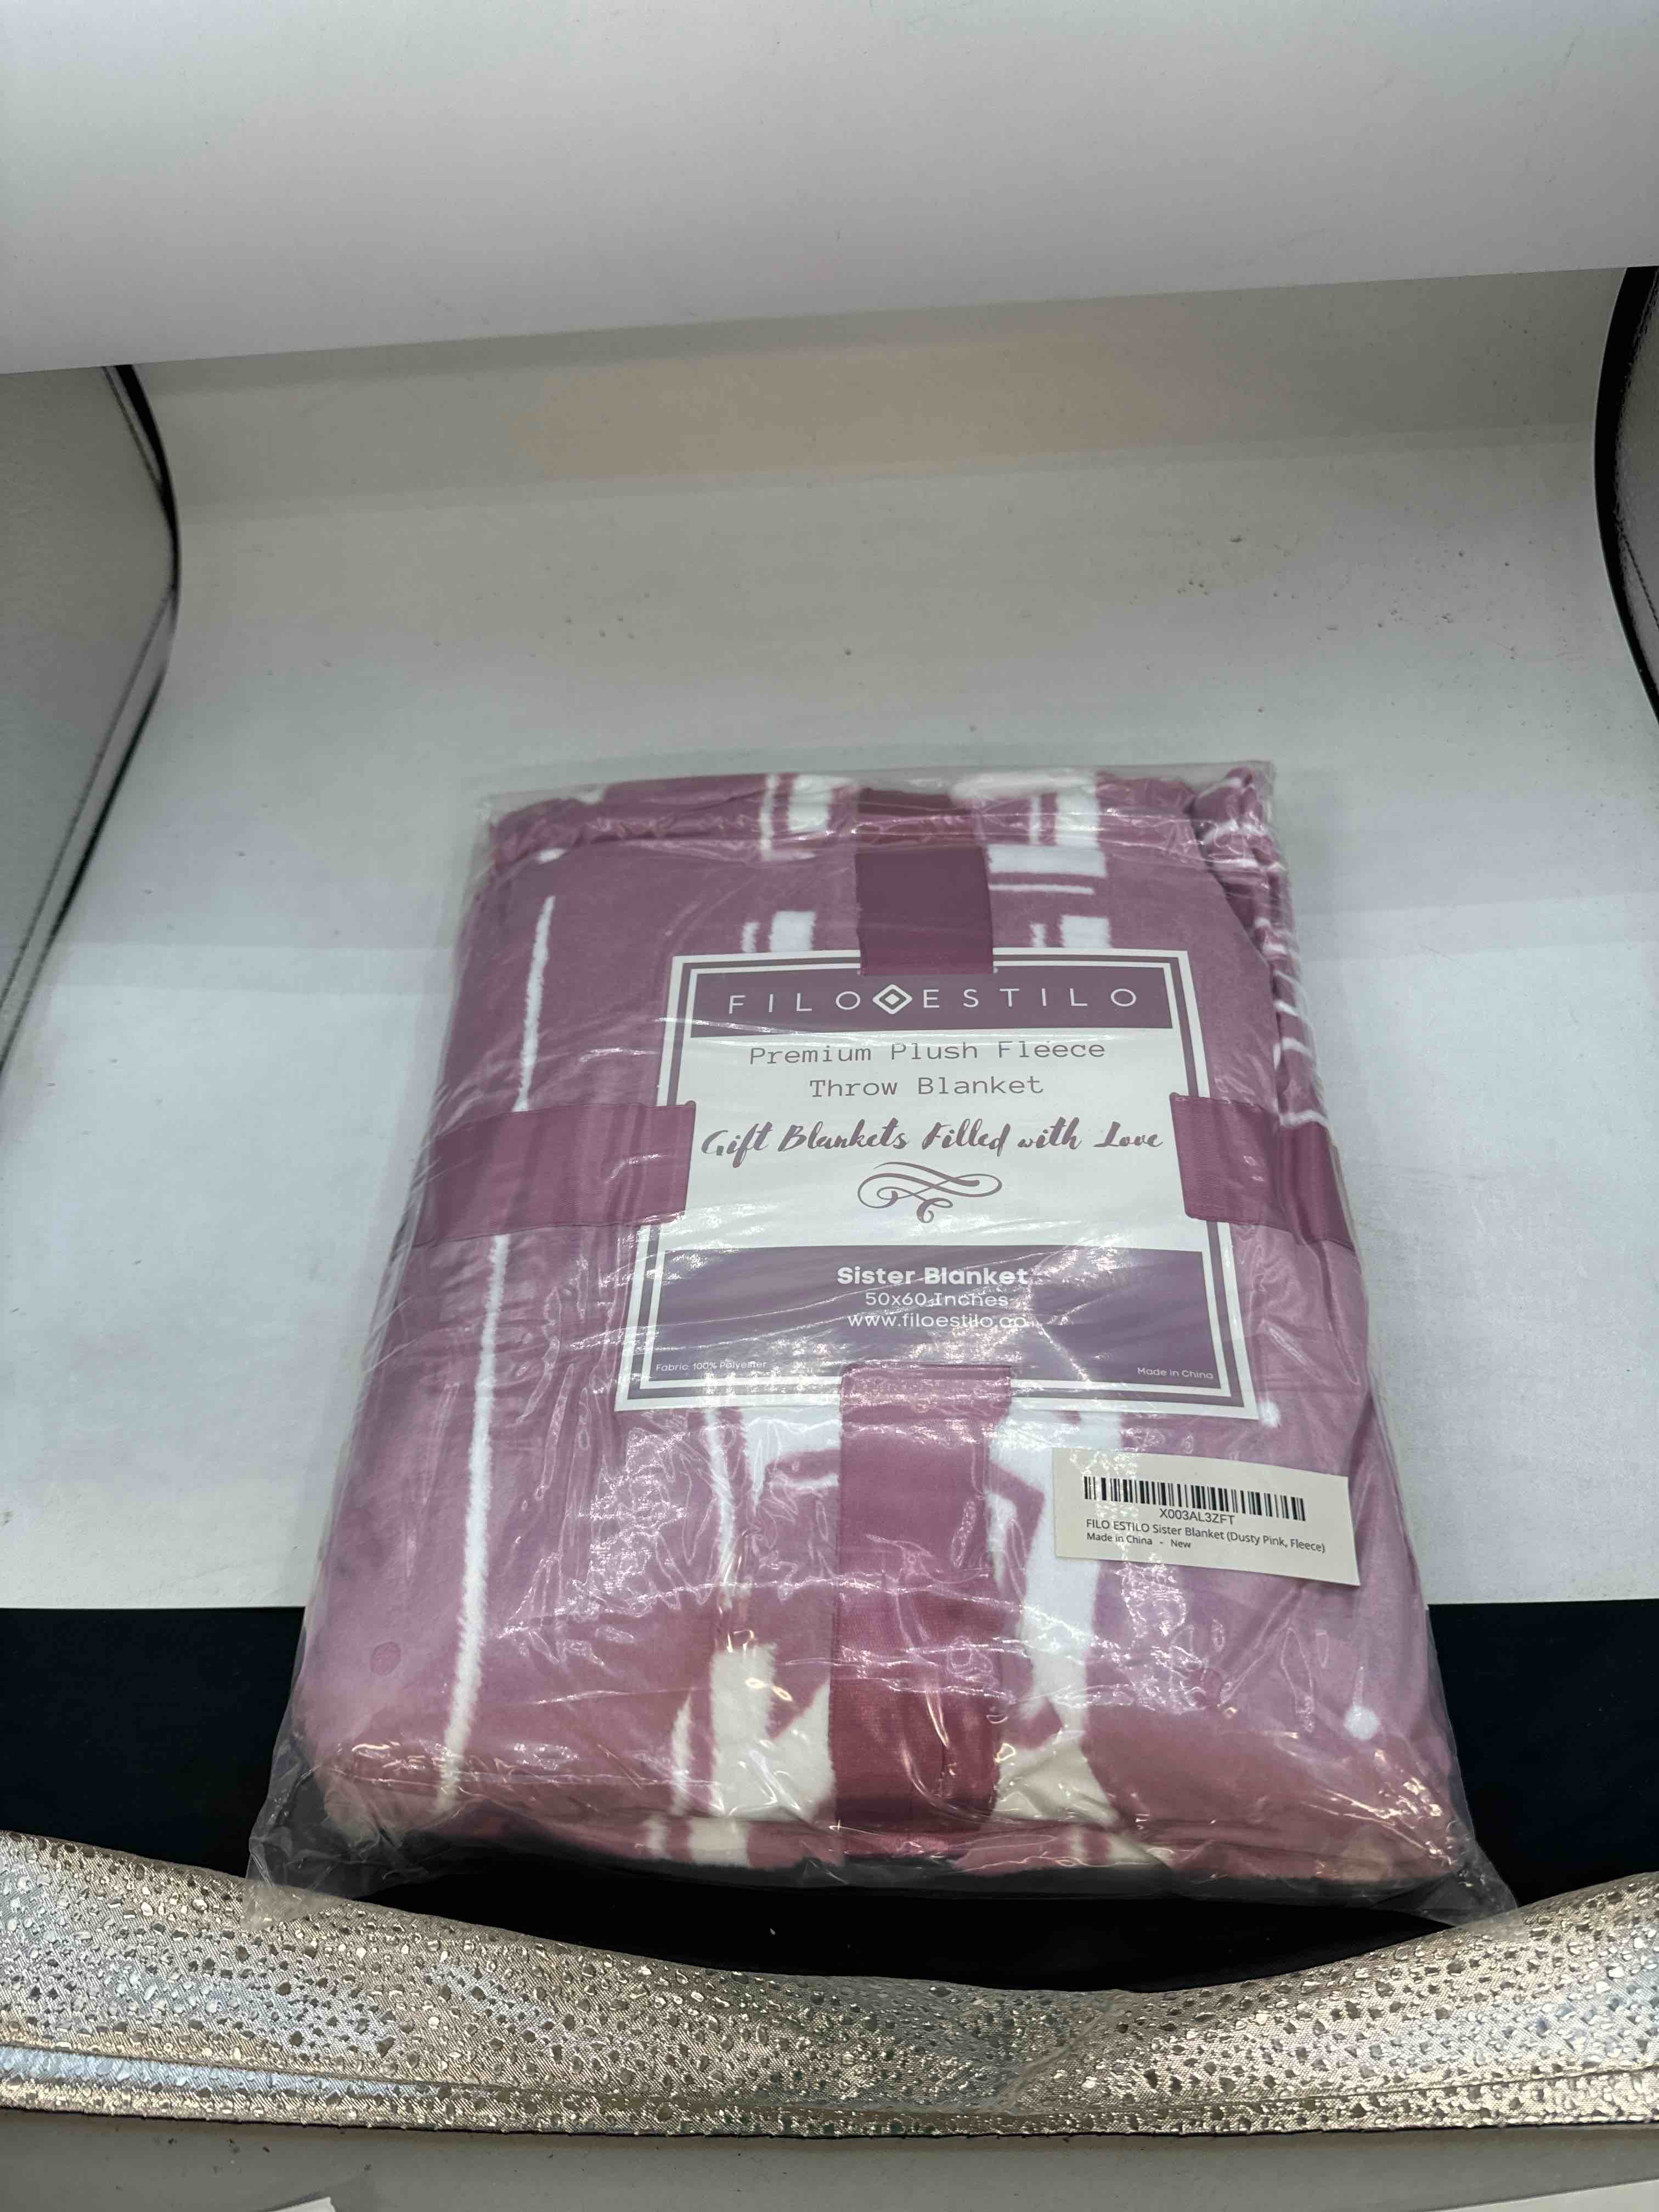 FILO ESTILO
Premium Plush Fleece
Throw Blanket
Gift Blankets Filled with Love
Sister Blanket
50x60 Inches
www.filoestilo.co
Fabric: 100% Polyester
Made in China
X003AL3ZFT
FILO ESTILO Sister Blanket (Dusty Pink, Fleece)
Made in China - New